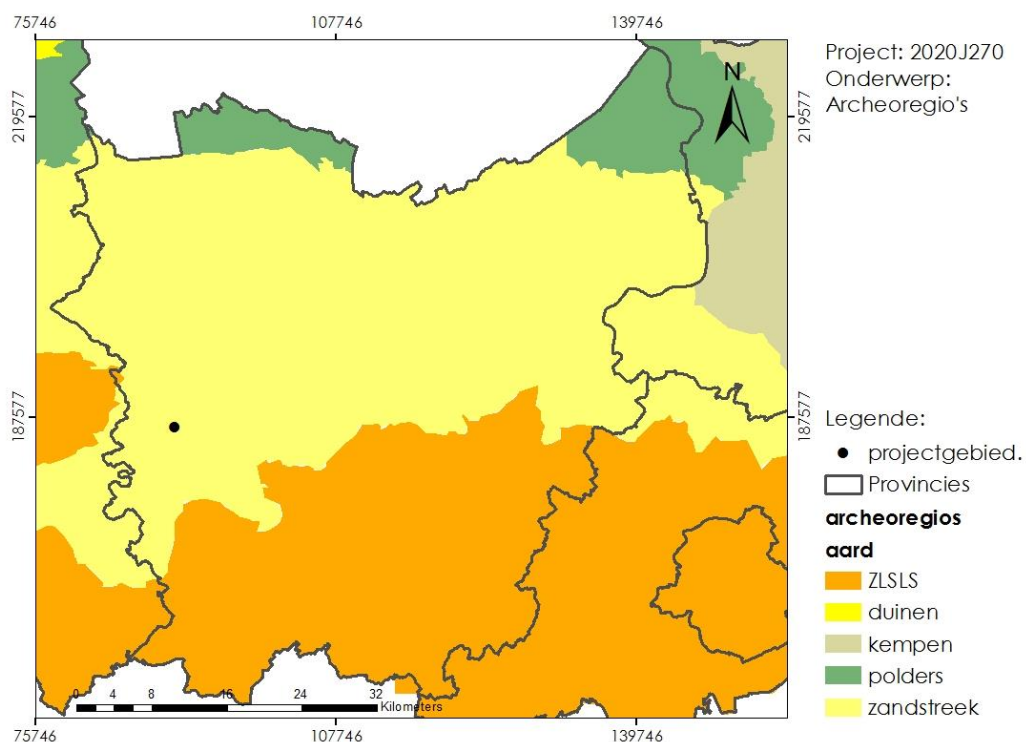 75746
107746
139746
Project: 2020J270
Onderwerp:
Archeoregio's
N
219577
219577
187577
187577
Legende:
projectgebied.
Provincies
archeoregios
aard
ZLSLS
duinen
kempen
polders
zandstreek
0 4 8 16 24 32
Kilometers
75746
107746
139746